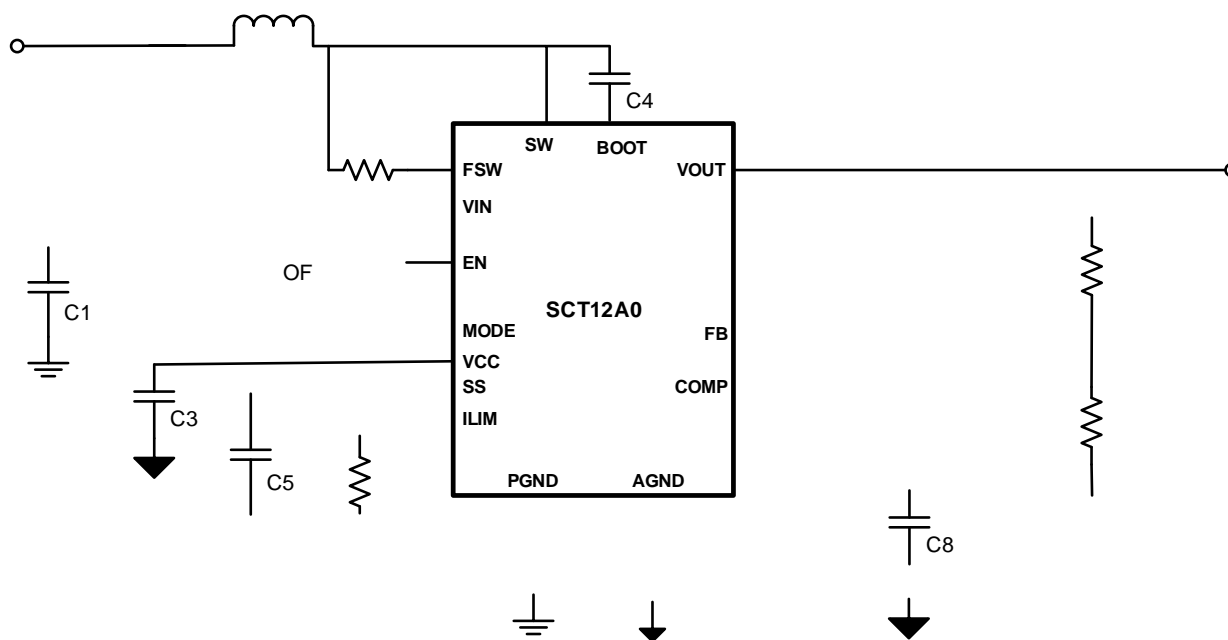 C4
SW
BOOT
FSW
VOUT
VIN
EN
OF
C1
SCT12A0
MODE
FB
VCC
SS
COMP
C3
ILIM
C5
PGND
AGND
C8